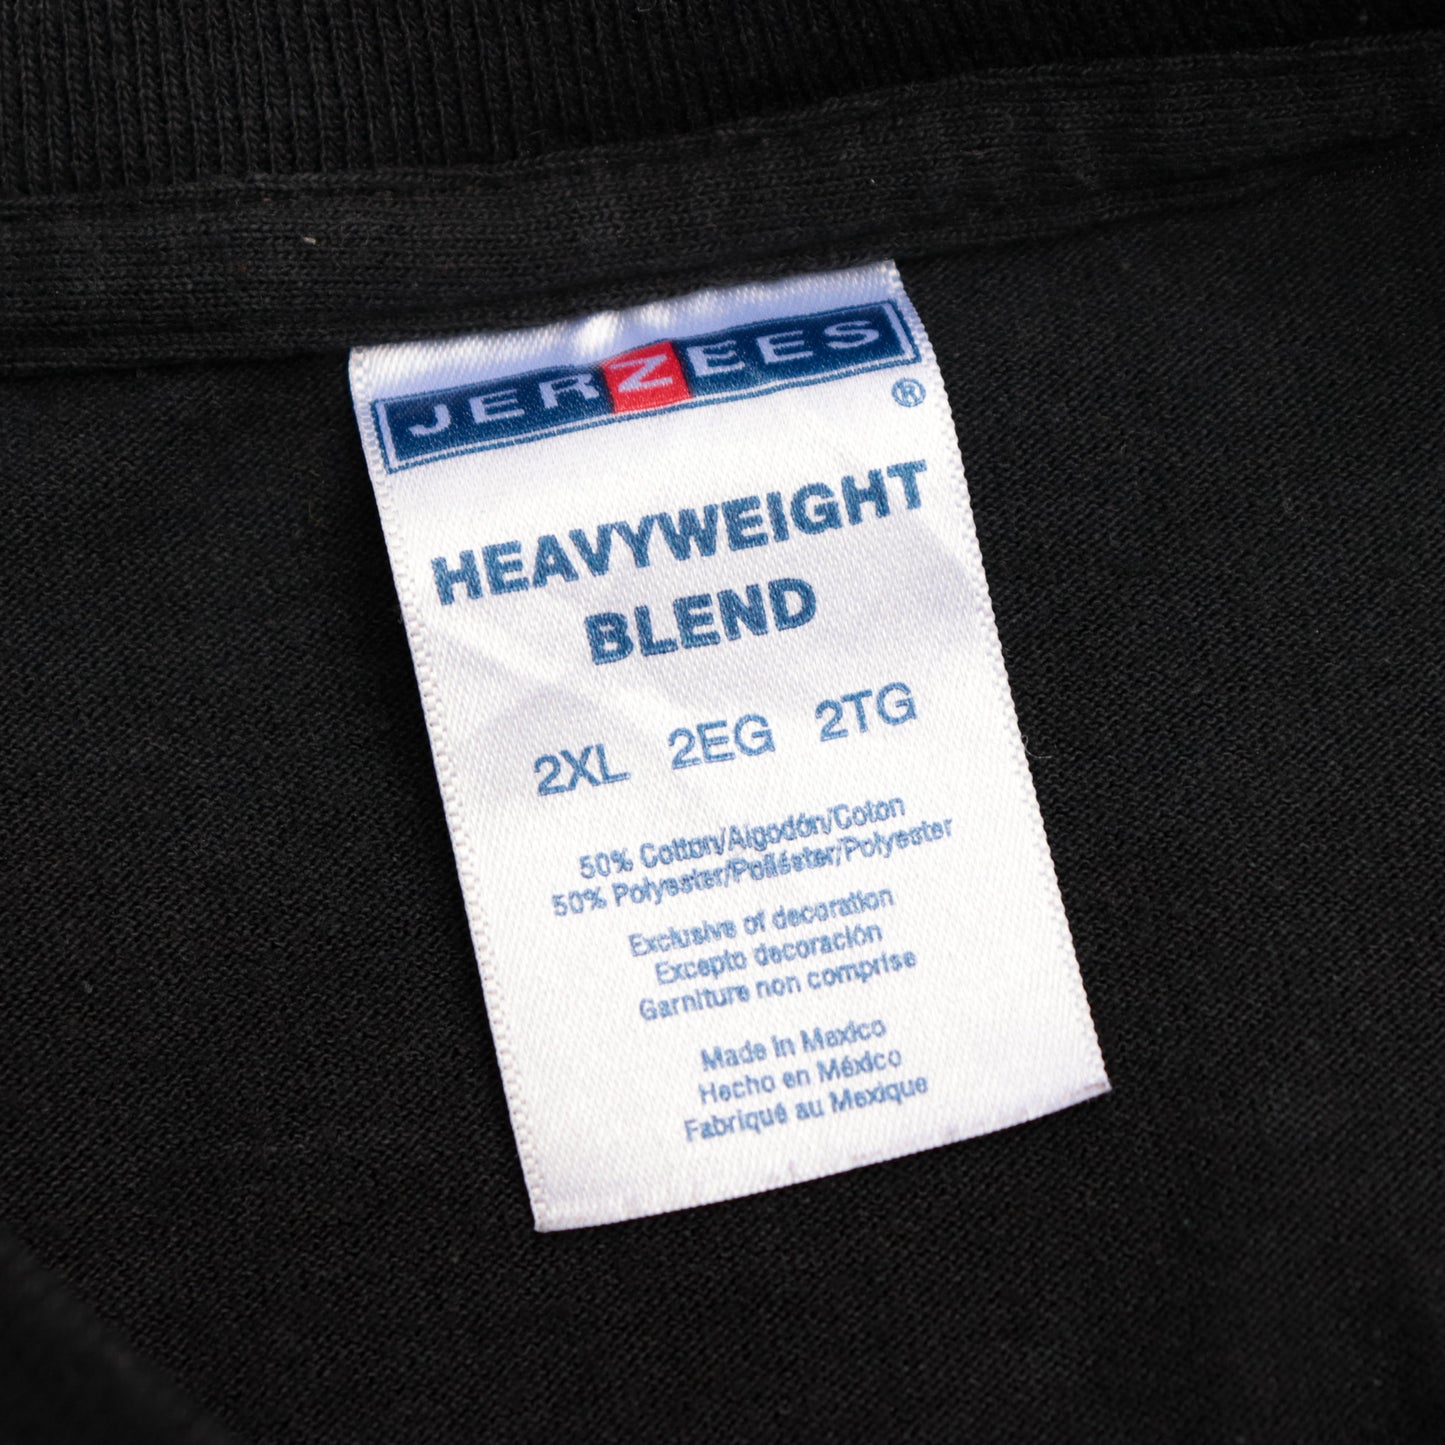 JERZEES
®
HEAVYWEIGHT
BLEND
2XL 2EG 2TG
50% Cotton/Algodón/Coton
50% Polyester/Poliéster/Polyester
Exclusive of decoration
Excepto decoración
Garniture non comprise
Made in Mexico
Hecho en México
Fabriqué au Mexique